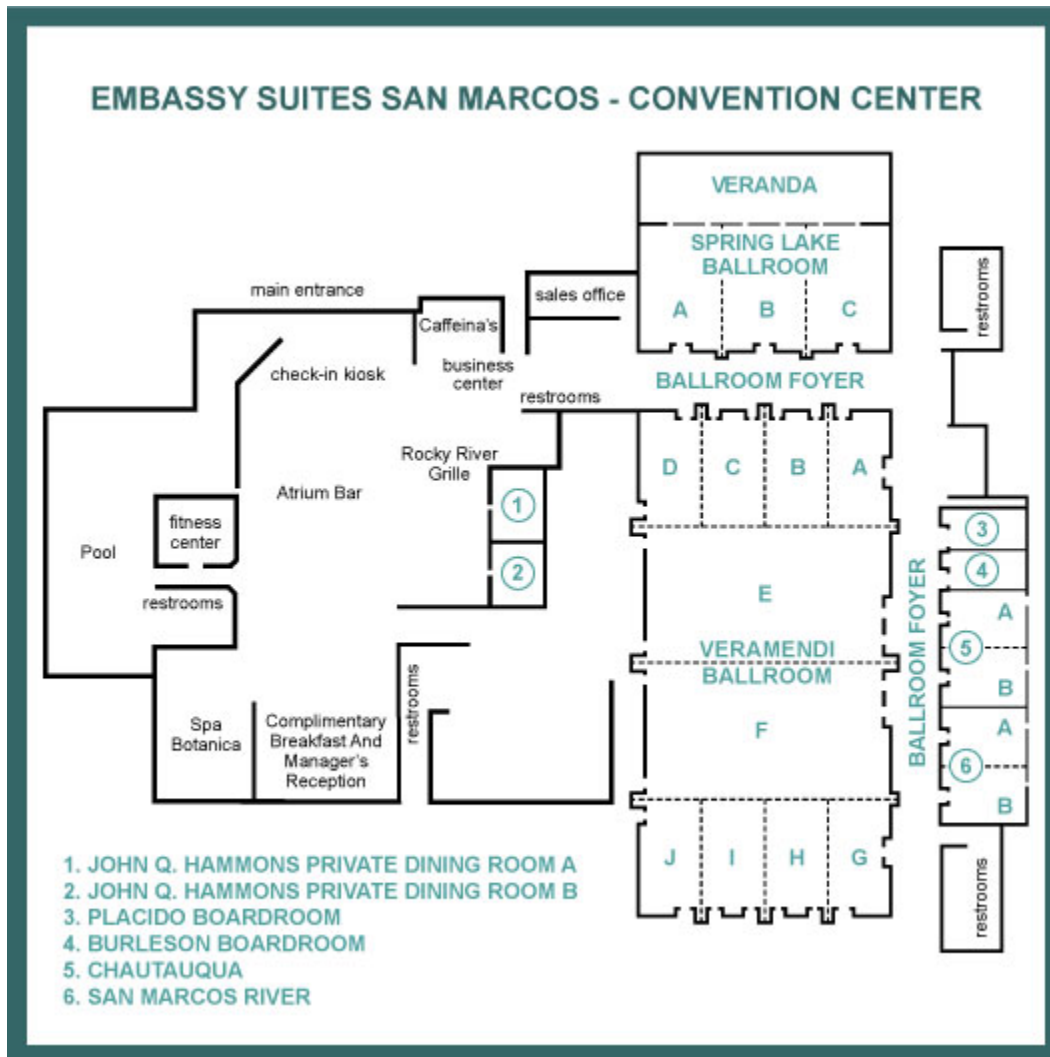 EMBASSY SUITES SAN MARCOS - CONVENTION CENTER
VERANDA
SPRING LAKE
BALLROOM
A
B
C
restrooms
main entrance
sales office
Caffeina's
check-in kiosk
business
center
BALLROOM FOYER
restrooms
Rocky River
Grille
D
C
B
A
Atrium Bar
1
fitness
center
Pool
2
restrooms
3
4
E
A
5
B
VERAMENDI
BALLROOM
BALLROOM FOYER
F
A
6
B
Spa
Botanica
Complimentary
Breakfast And
Manager's
Reception
restrooms
J
I
H
G
restrooms
1. JOHN Q. HAMMONS PRIVATE DINING ROOM A
2. JOHN Q. HAMMONS PRIVATE DINING ROOM B
3. PLACIDO BOARDROOM
4. BURLESON BOARDROOM
5. CHAUTAUQUA
6. SAN MARCOS RIVER